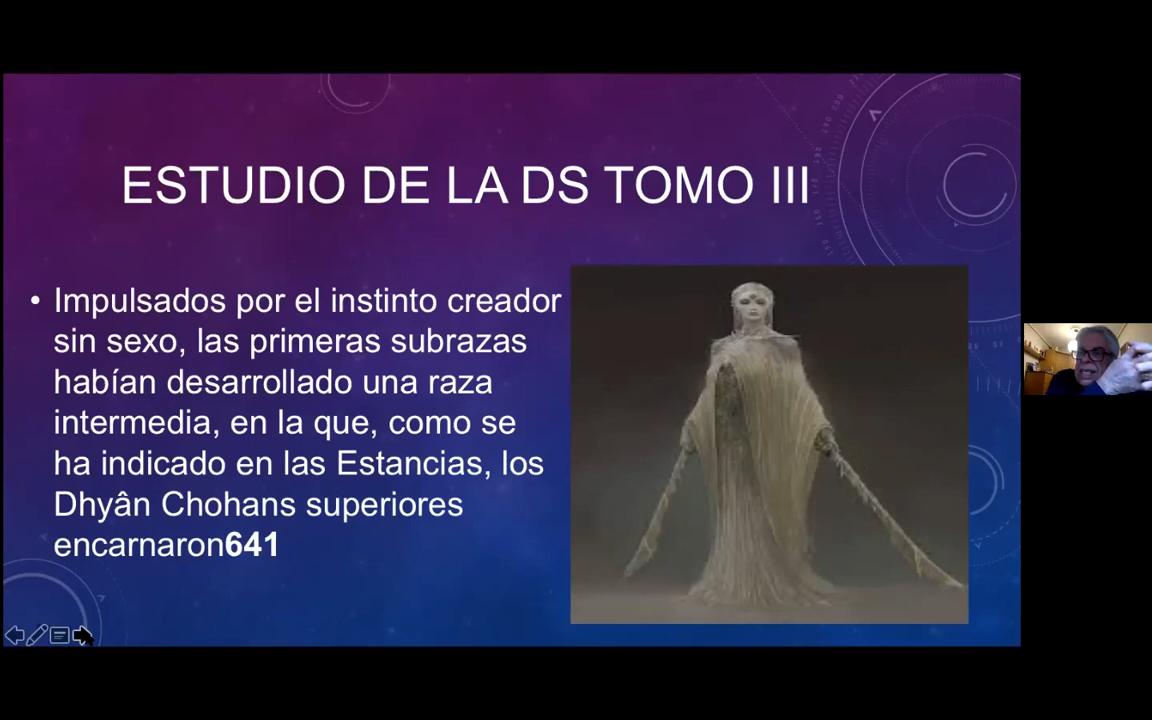 ESTUDIO DE LA DS TOMO III
• Impulsados por el instinto creador
sin sexo, las primeras subrazas
habían desarrollado una raza
intermedia, en la que, como se
ha indicado en las Estancias, los
Dhyân Chohans superiores
encarnaron641